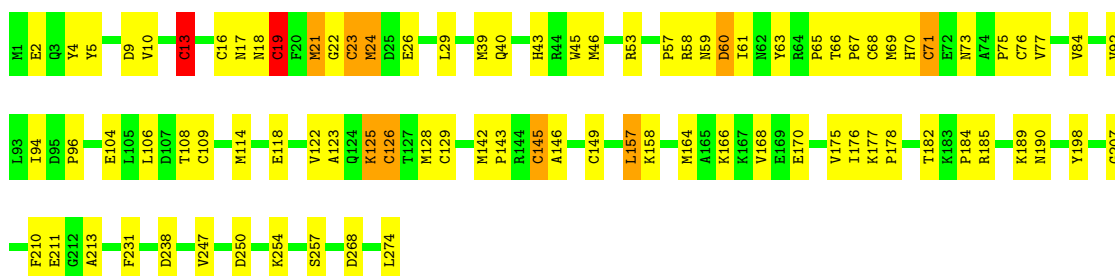 M1 E2 Q3 Y4 Y5 D9 V10 C13 C16 N17 N18 C19 F20 M21 G22 C23 M24 D25 E26 L29 M39 Q40 H43 R44 W45 M46 R53 P57 R58 N59 D60 I61 N62 Y63 R64 P65 T66 P67 C68 M69 H70 C71 E72 N73 A74 P75 C76 V77 V84
L93 I94 D95 P96 E104 L105 L106 D107 T108 C109 M114 E118 V122 A123 Q124 K125 C126 T127 M128 C129 M142 P143 R144 C145 A146 C149 L157 K158 M164 A165 K166 K167 V168 E169 E170 V175 I176 K177 P178 T182 K183 P184 R185 K189 N190 Y198
F210 E211 G212 A213 F231 D238 V247 D250 K254 S257 D268 L274